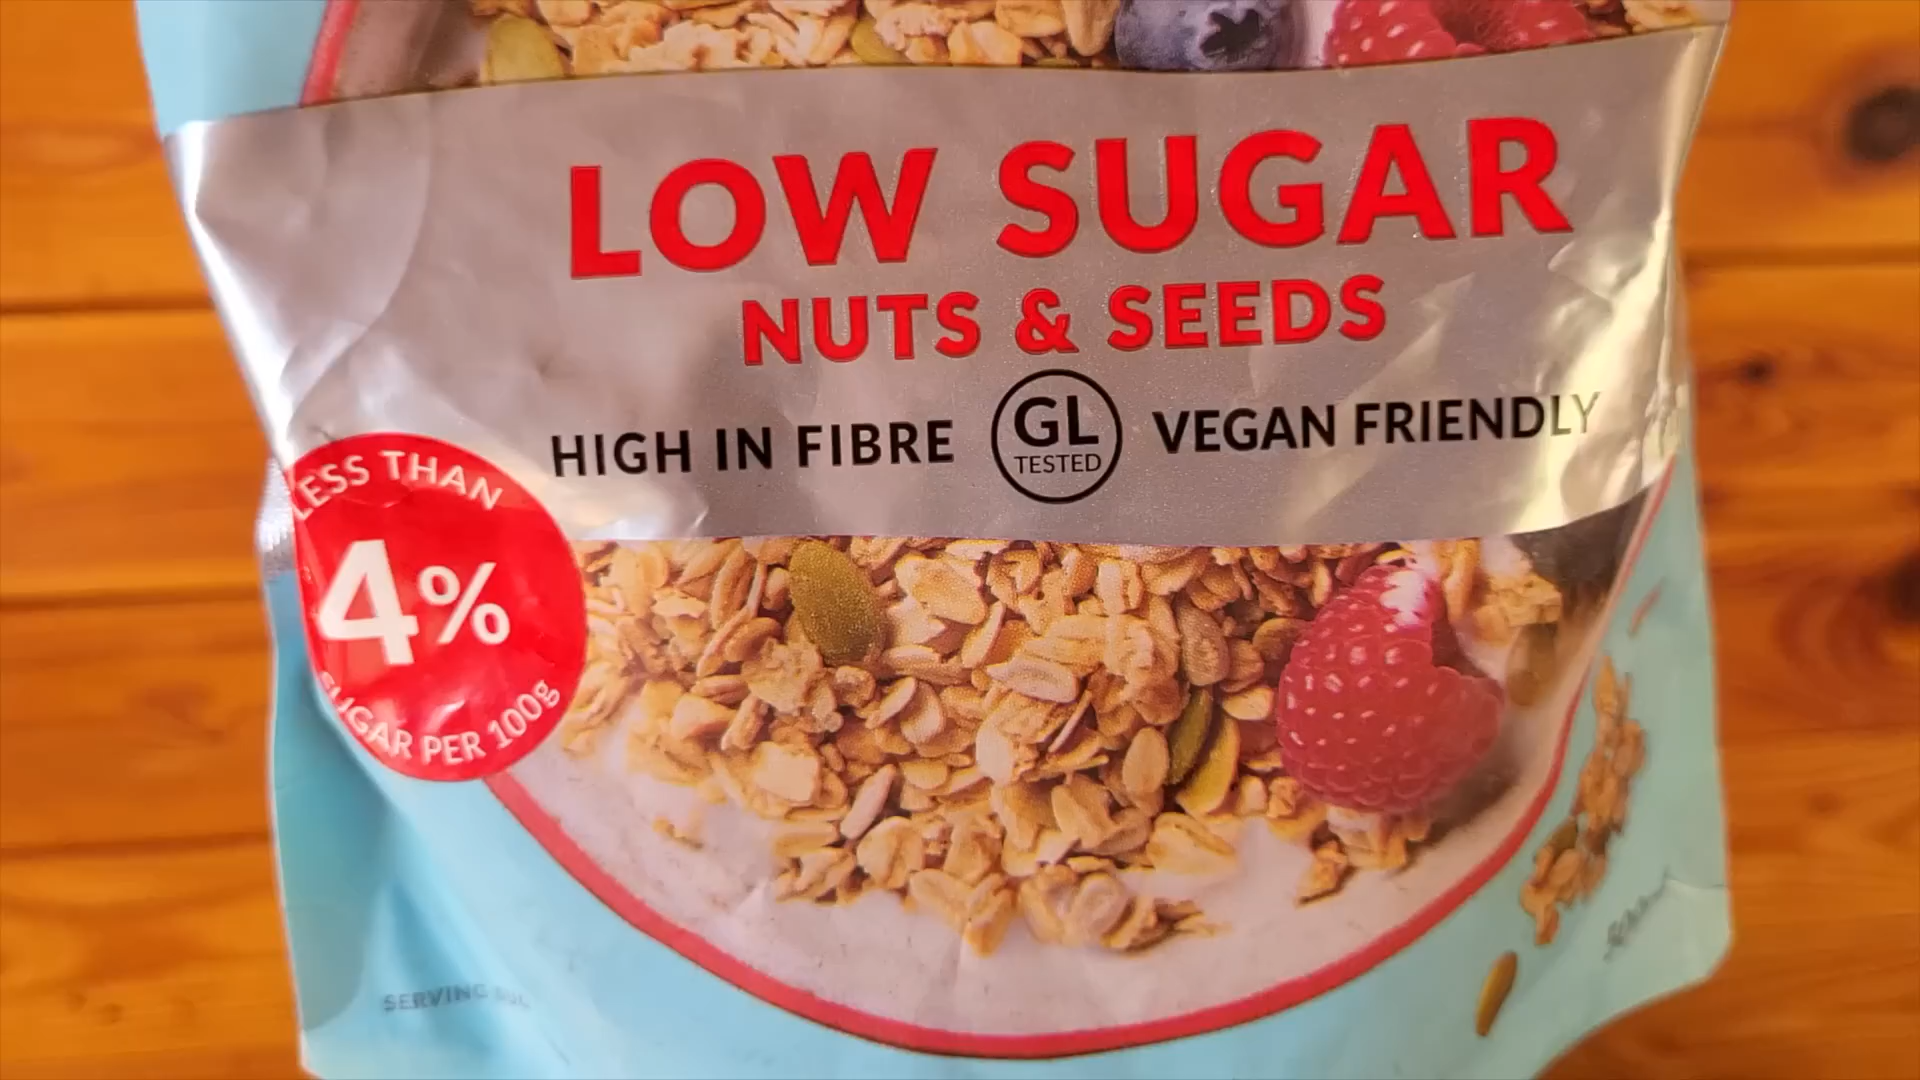 LOW SUGAR
NUTS & SEEDS
HIGH IN FIBRE
GL
TESTED
VEGAN FRIENDLY
LESS THAN
4%
SUGAR PER 100g
SERVING